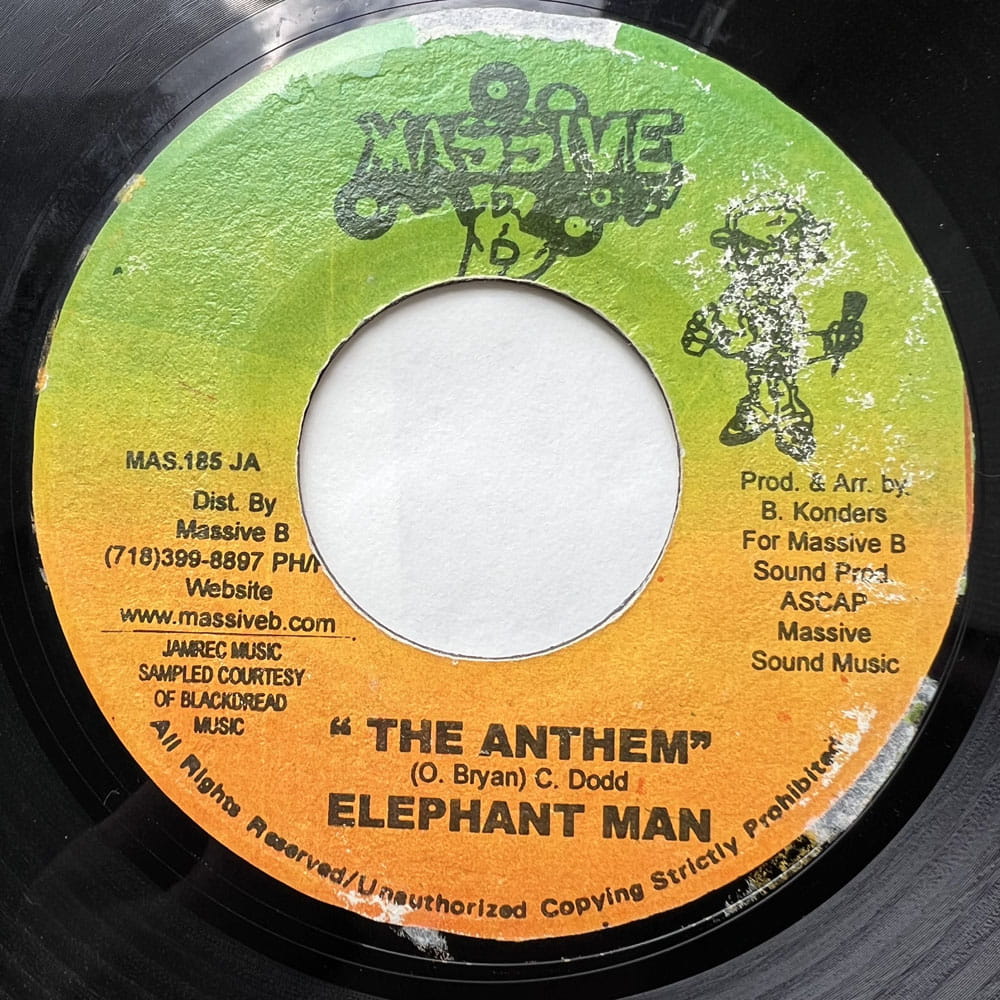 MASSIVE
B
MAS.185 JA
Dist. By
Massive B
(718)399-8897 PH/
Website
www.massiveb.com
JAMREC MUSIC
SAMPLED COURTESY
OF BLACKDREAD
MUSIC
Prod. & Arr. by
B. Konders
For Massive B
Sound Prod.
ASCAP
Massive
Sound Music
“ THE ANTHEM”
(O. Bryan) C. Dodd
ELEPHANT MAN
All Rights Reserved/Unauthorized Copying Strictly Prohibited